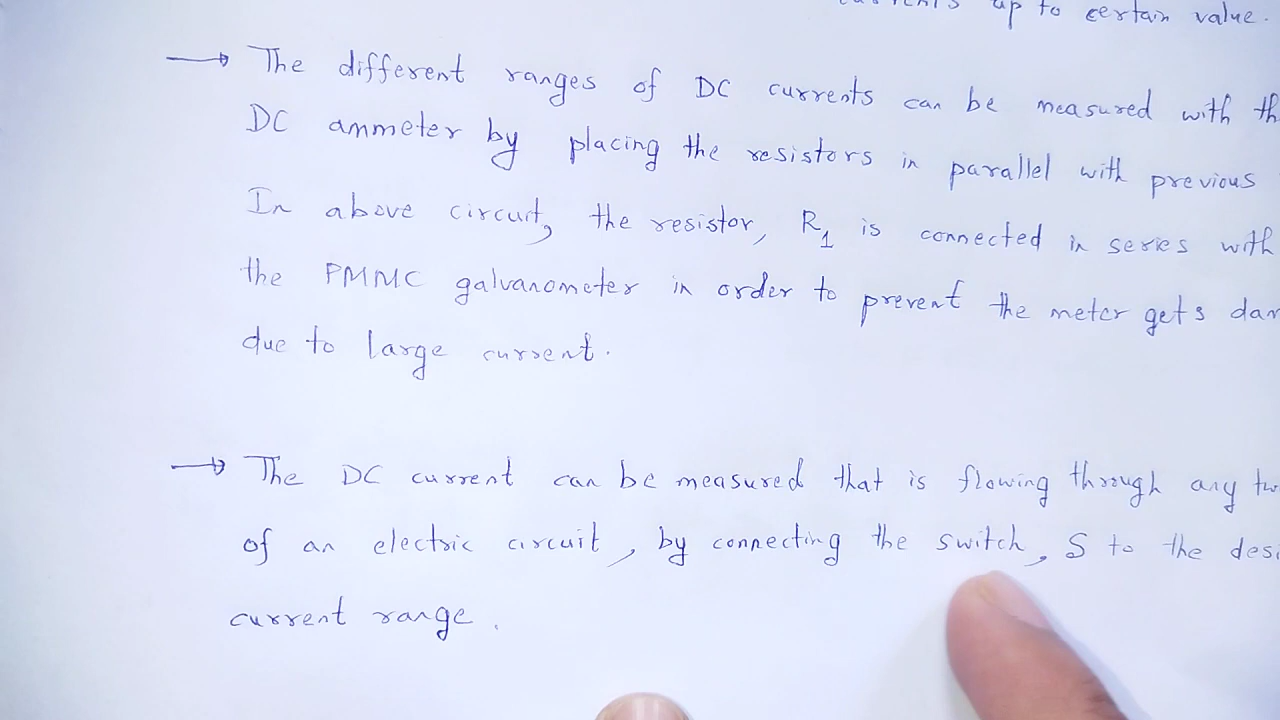 up to certain value.
→ The different ranges of DC currents can be measured with
DC ammeter by placing the resistors in parallel with previous
In above circuit, the resistor, R1 is connected in series with
the PMMC galvanometer in order to prevent the meter gets
due to large current.
→ The DC current can be measured that is flowing through any
of an electric circuit, by connecting the switch, S to the
current range.